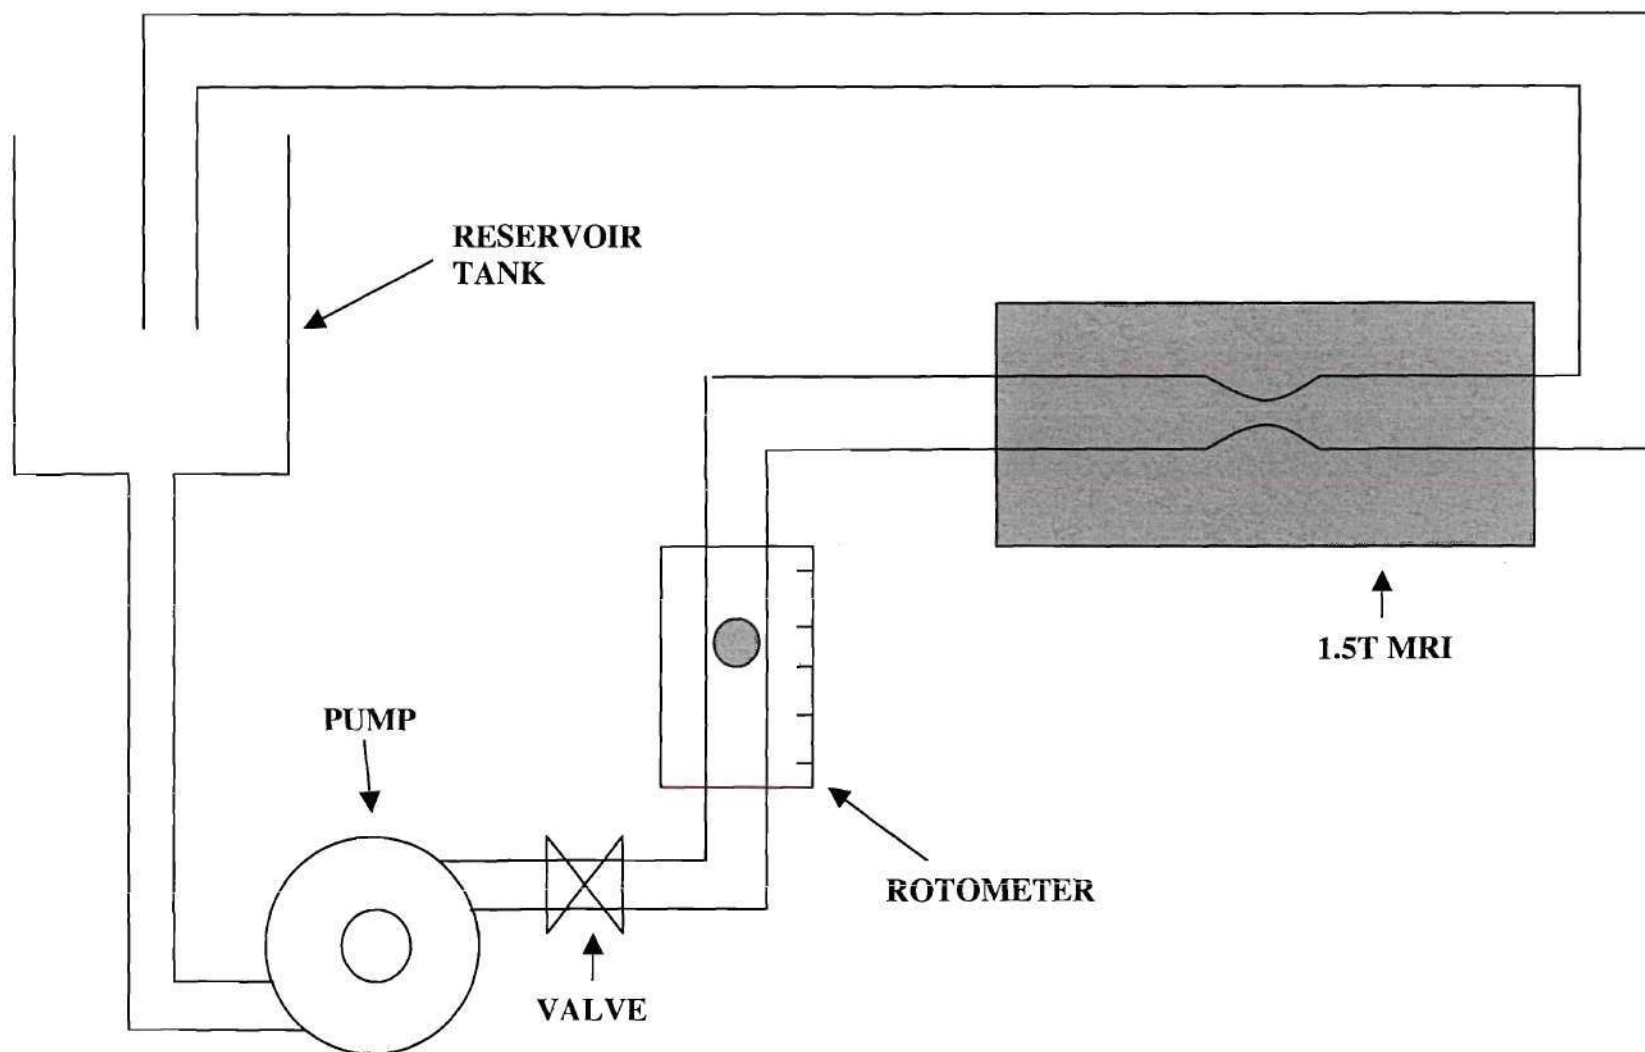 RESERVOIR
TANK
1.5T MRI
PUMP
ROTOMETER
VALVE